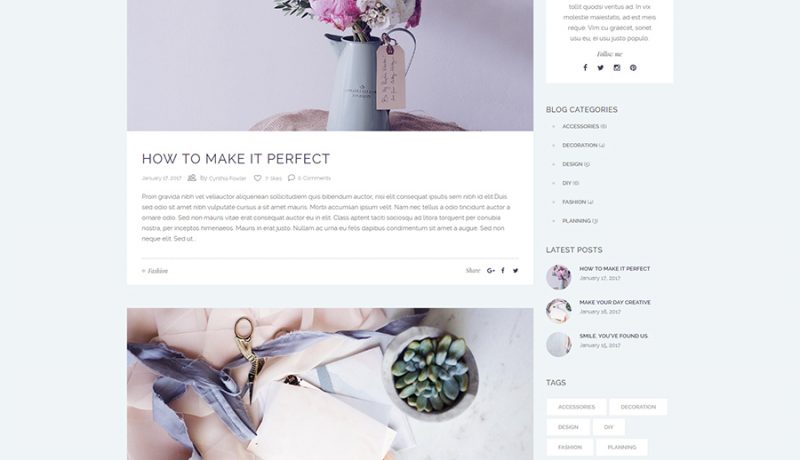 HOW TO MAKE IT PERFECT
January 17, 2017 By Cynthia Fowler 7 likes 0 Comments
Proin gravida nibh vel veliauctor aliquenean sollicitudiem quis bibendum auctor, nisi elit consequat ipsutis sem nibh id elit.Duis
sed odio sit amet nibh vulputate cursus a sit amet mauris. Morbi accumsan ipsum velit. Nam nec tellus a odio tincidunt auctor a
ornare odio. Sed non mauris vitae erat consequat auctor eu in elit. Class aptent taciti sociosqu ad litora torquent per conubia
nostra, per inceptos himenaeos. Mauris in erat justo. Nullam ac urna eu felis dapibus condimentum sit amet a augue. Sed non
neque elit. Sed ut...
Fashion
Share
tollit quodsi veritus ad. In vix
molestie maiestatis, ad est meis
reque. Vim cu graecet, sonet
usu eu; ei usu justo populo.
Follow me
BLOG CATEGORIES
ACCESSORIES (6)
DECORATION (4)
DESIGN (5)
DIY (6)
FASHION (4)
PLANNING (3)
LATEST POSTS
HOW TO MAKE IT PERFECT
January 17, 2017
MAKE YOUR DAY CREATIVE
January 16, 2017
SMILE: YOU'VE FOUND US
January 15, 2017
TAGS
ACCESSORIES
DECORATION
DESIGN
DIY
FASHION
PLANNING